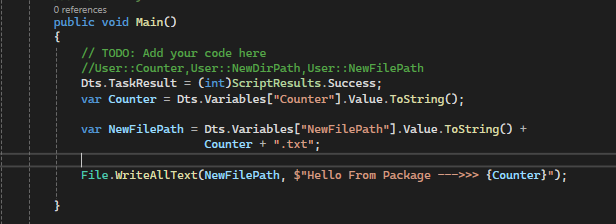 0 references
public void Main()
{
// TODO: Add your code here
//User::Counter,User::NewDirPath,User::NewFilePath
Dts.TaskResult = (int)ScriptResults.Success;
var Counter = Dts.Variables["Counter"].Value.ToString();
var NewFilePath = Dts.Variables["NewFilePath"].Value.ToString() +
Counter + ".txt";
File.WriteAllText(NewFilePath, $"Hello From Package --->>> {Counter}");
}